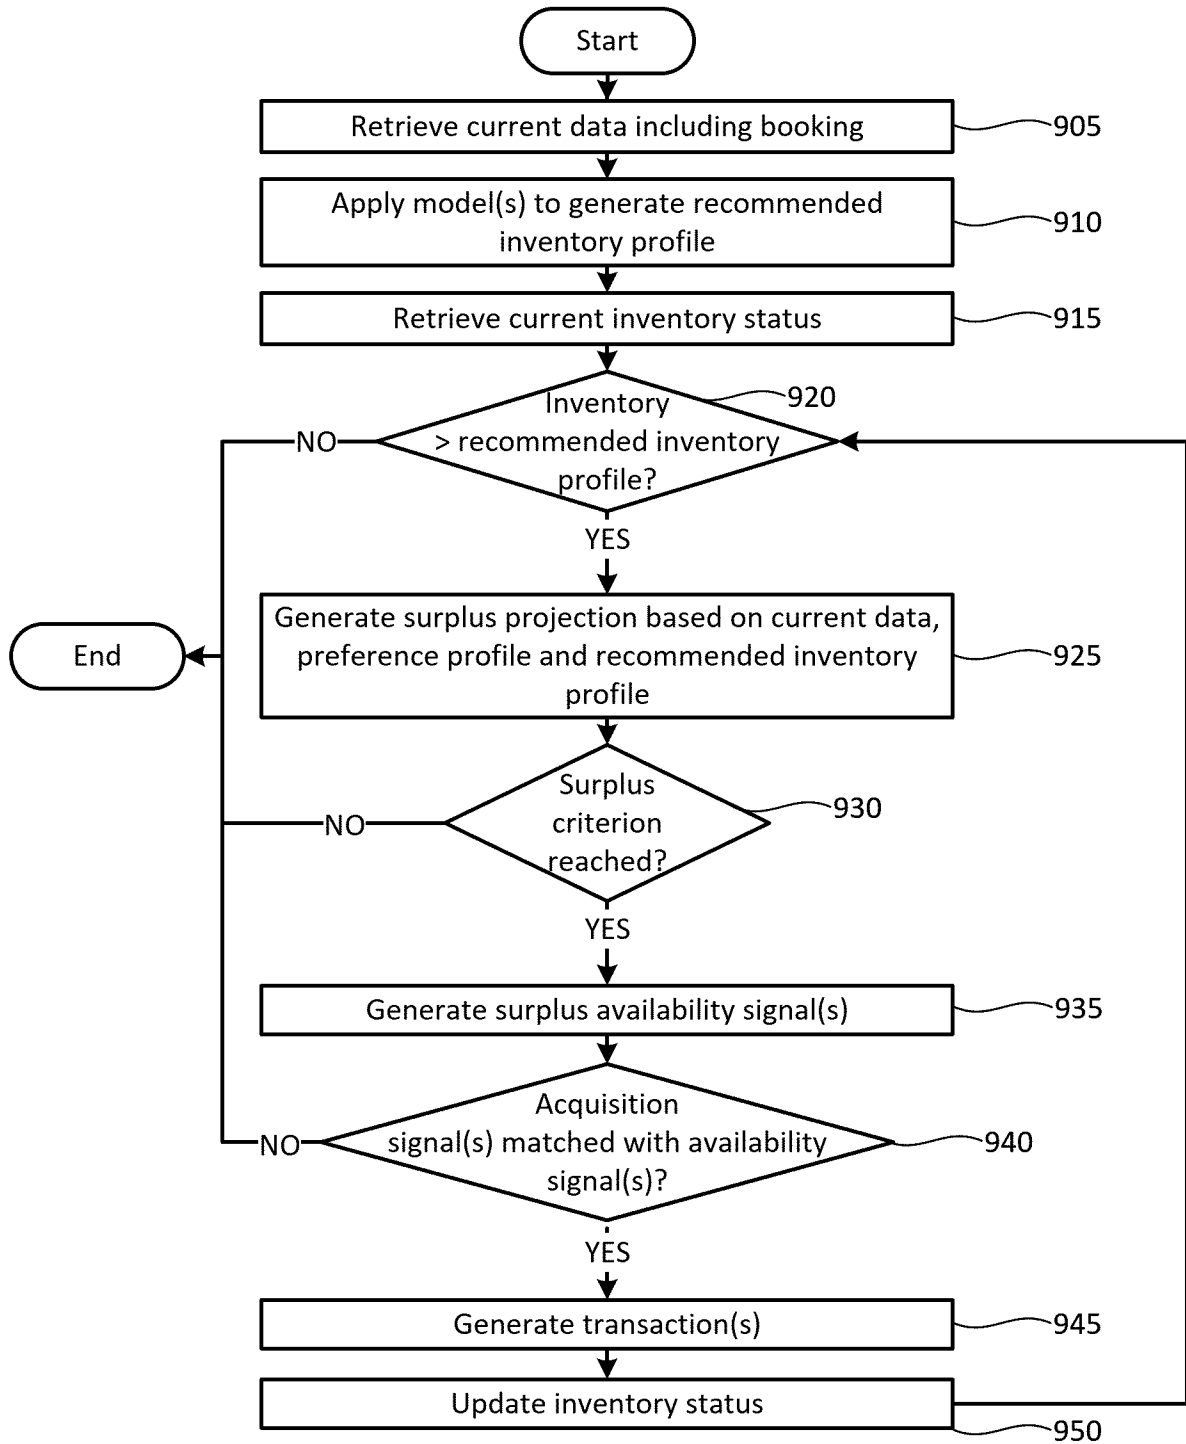 Start
Retrieve current data including booking
905
Apply model(s) to generate recommended
inventory profile
910
Retrieve current inventory status
915
920
Inventory
> recommended inventory
profile?
NO
YES
Generate surplus projection based on current data,
preference profile and recommended inventory
profile
925
End
Surplus
criterion
reached?
930
NO
YES
Generate surplus availability signal(s)
935
Acquisition
signal(s) matched with availability
signal(s)?
940
NO
YES
Generate transaction(s)
945
Update inventory status
950